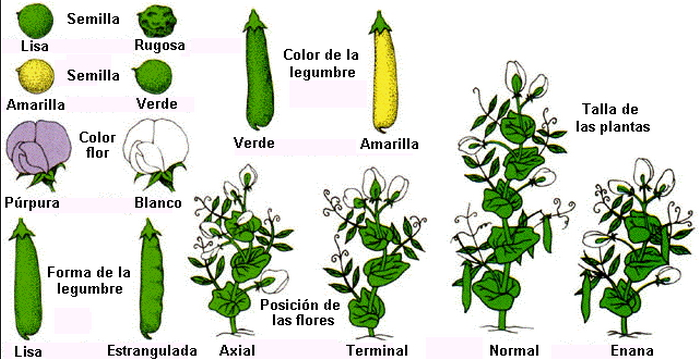 Semilla
Lisa
Rugosa
Semilla
Amarilla
Verde
Color
flor
Púrpura
Blanco
Forma de la
legumbre
Lisa
Estrangulada
Color de la
legumbre
Verde
Amarilla
Posición de
las flores
Axial
Terminal
Talla de
las plantas
Normal
Enana